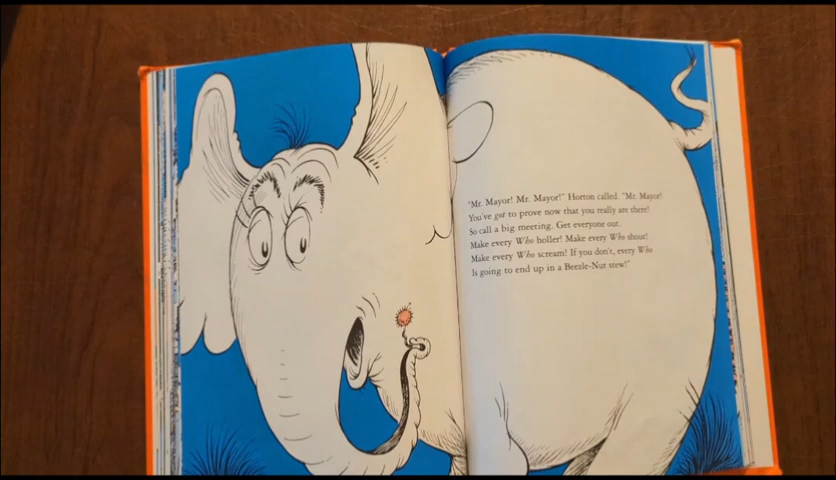 "Mr. Mayor! Mr. Mayor!" Horton called. "Mr. Mayor!
You've got to prove now that you really are there!
So call a big meeting. Get everyone out.
Make every Who holler! Make every Who shout!
Make every Who scream! If you don't, every Who
Is going to end up in a Beezle-Nut stew!"